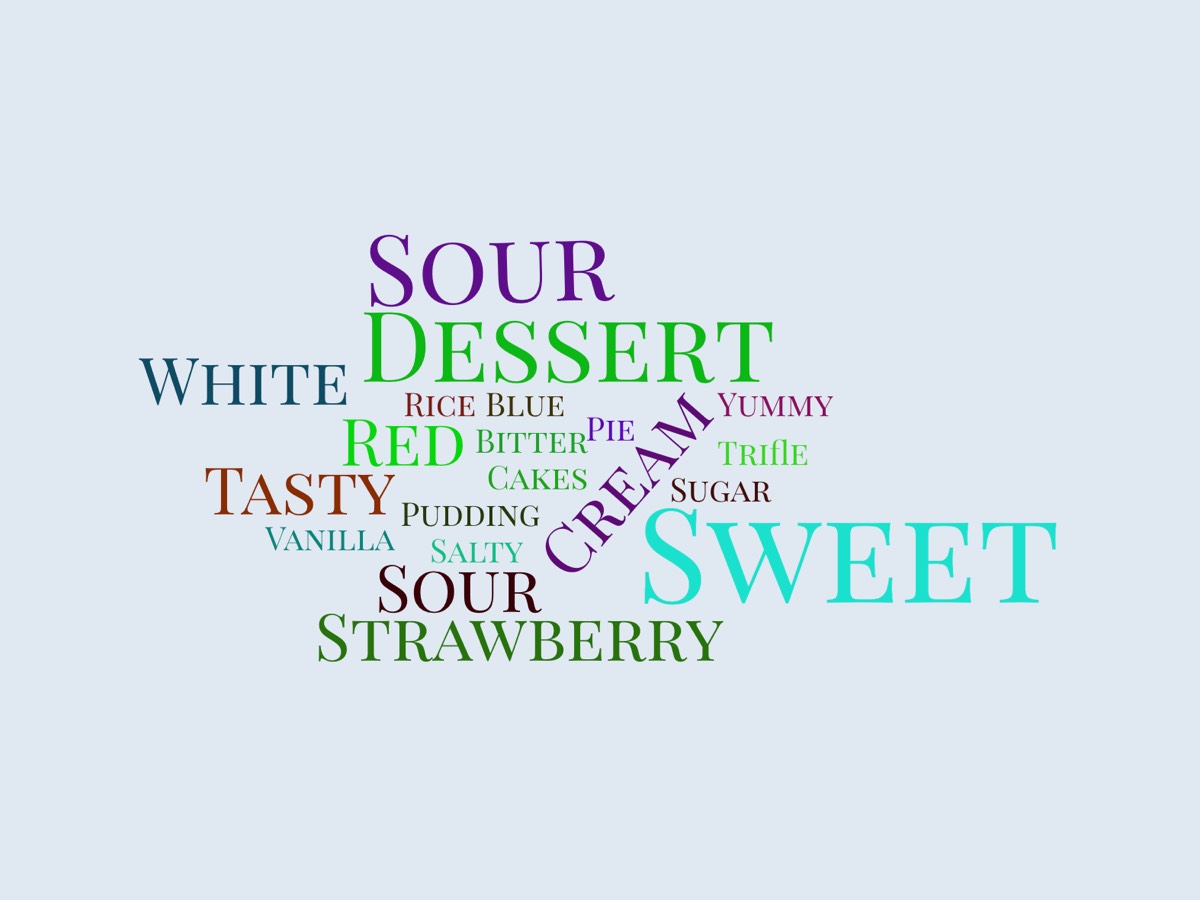 Sour
Dessert
White
Rice
Blue
Yummy
Red
Bitter
Pie
Cream
Trifle
Tasty
Cakes
Sugar
Pudding
Vanilla
Salty
Sweet
Sour
Strawberry